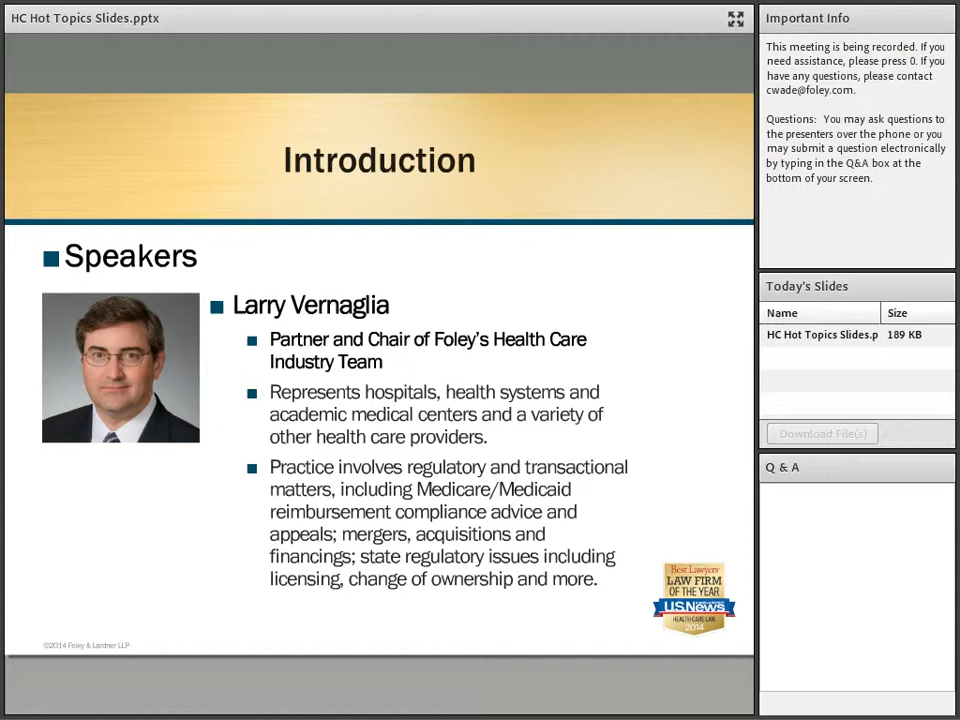 HC Hot Topics Slides.pptx
Introduction
Speakers
Larry Vernaglia
Partner and Chair of Foley's Health Care
Industry Team
Represents hospitals, health systems and
academic medical centers and a variety of
other health care providers.
Practice involves regulatory and transactional
matters, including Medicare/Medicaid
reimbursement compliance advice and
appeals; mergers, acquisitions and
financings; state regulatory issues including
licensing, change of ownership and more.
Best Lawyers
LAW FIRM
OF THE YEAR
USNews
HEALTH CARE LAW
2014
©2014 Foley & Lardner LLP
Important Info
This meeting is being recorded. If you
need assistance, please press 0. If you
have any questions, please contact
cwade@foley.com.
Questions: You may ask questions to
the presenters over the phone or you
may submit a question electronically
by typing in the Q&A box at the
bottom of your screen.
Today's Slides
Name Size
HC Hot Topics Slides.p 189 KB
Download File(s)
Q & A